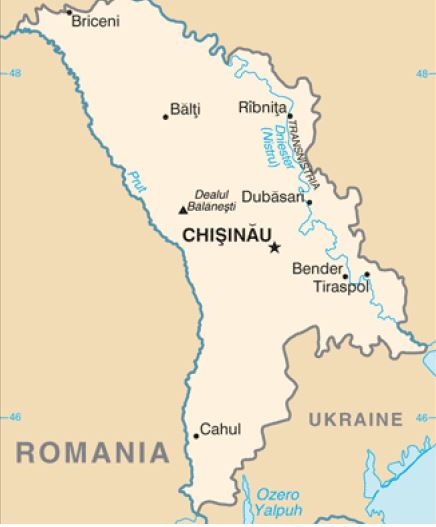 Briceni
48
48
Bălţi
Rîbniţa
TRANSNISTRIA
Dniester
(Nistru)
Prut
Dealul
Bălăneşti
Dubăsari
CHIŞINĂU
Bender
Tiraspol
46
46
Cahul
UKRAINE
ROMANIA
Ozero
Yalpuh